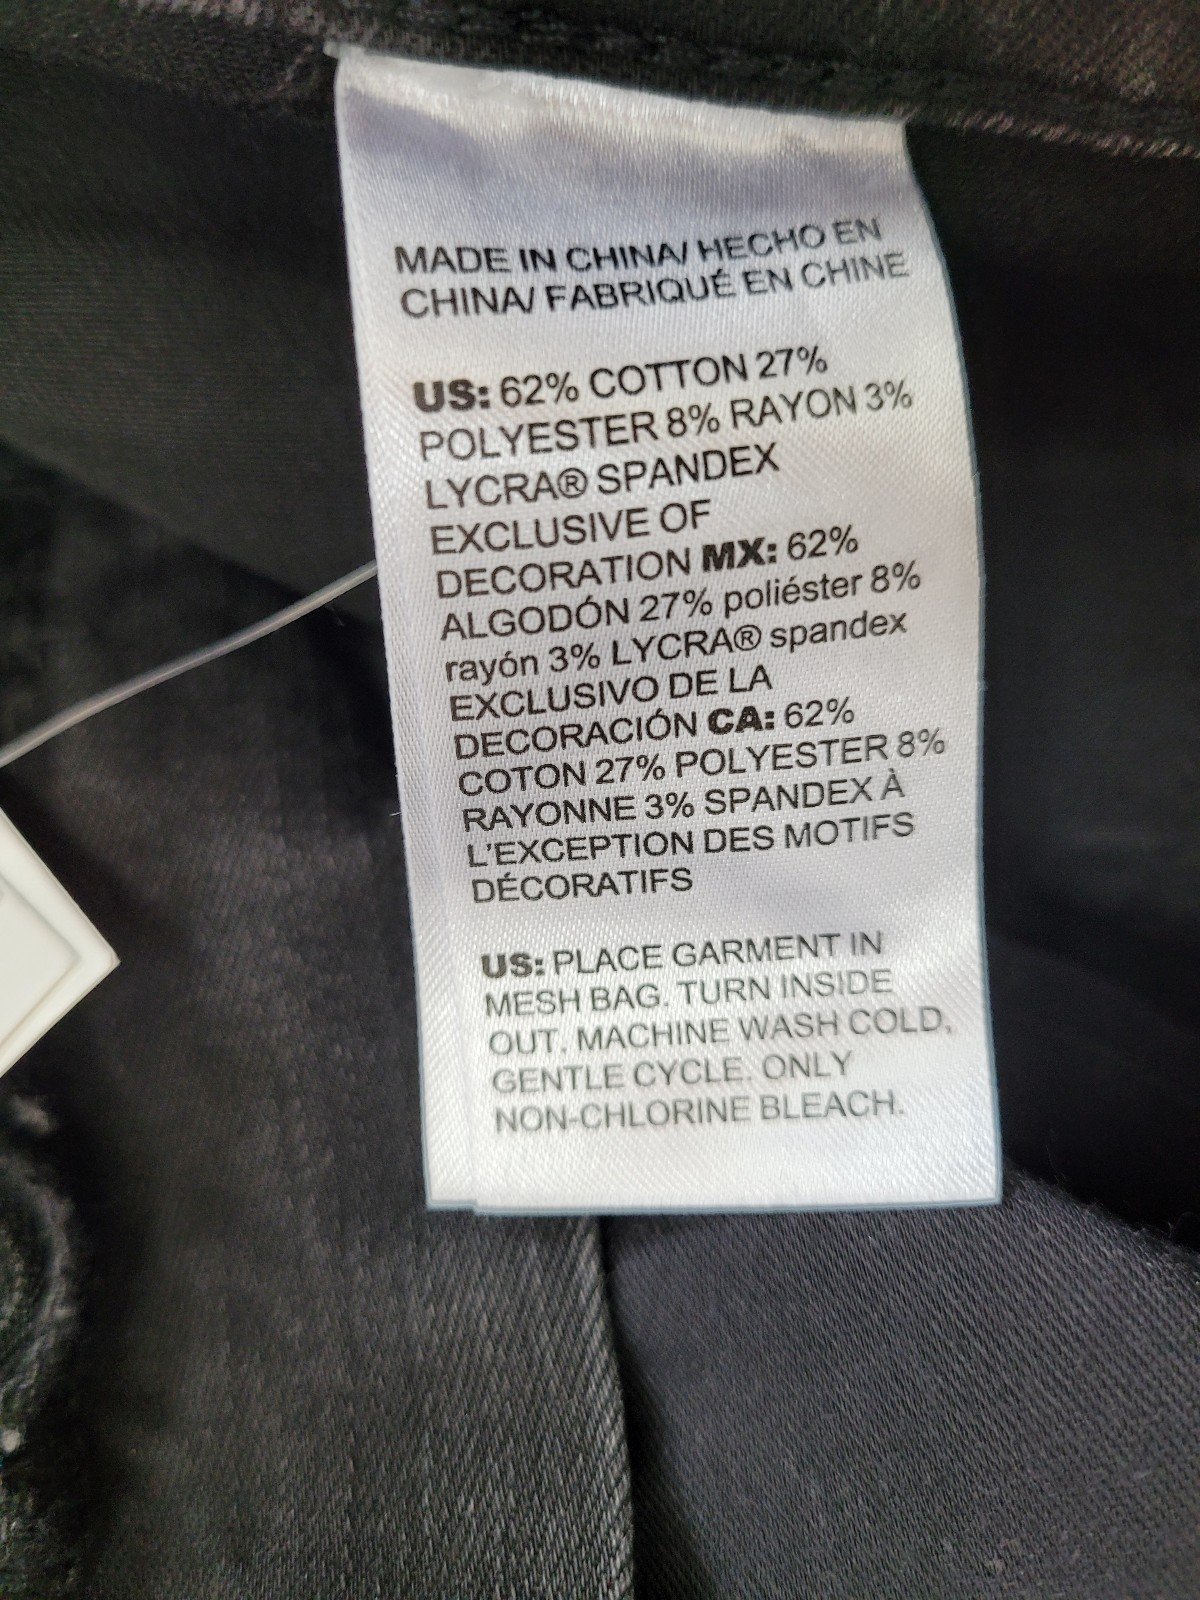 MADE IN CHINA/ HECHO EN
CHINA/ FABRIQUÉ EN CHINE
US: 62% COTTON 27%
POLYESTER 8% RAYON 3%
LYCRA® SPANDEX
EXCLUSIVE OF
DECORATION MX: 62%
ALGODÓN 27% poliéster 8%
rayón 3% LYCRA® spandex
EXCLUSIVO DE LA
DECORACIÓN CA: 62%
COTON 27% POLYESTER 8%
RAYONNE 3% SPANDEX À
L'EXCEPTION DES MOTIFS
DÉCORATIFS
US: PLACE GARMENT IN
MESH BAG. TURN INSIDE
OUT. MACHINE WASH COLD,
GENTLE CYCLE. ONLY
NON-CHLORINE BLEACH.